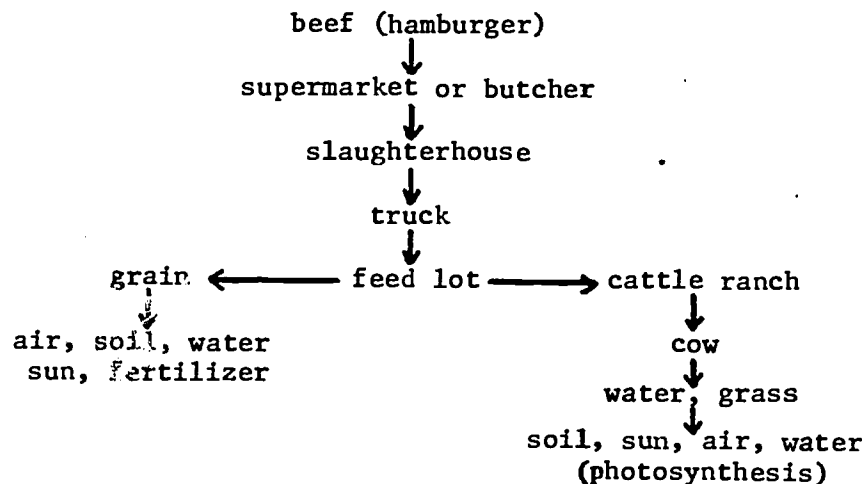 beef (hamburger)
supermarket or butcher
slaughterhouse
truck
grain feed lot cattle ranch
air, soil, water
sun, fertilizer
cow
water, grass
soil, sun, air, water
(photosynthesis)